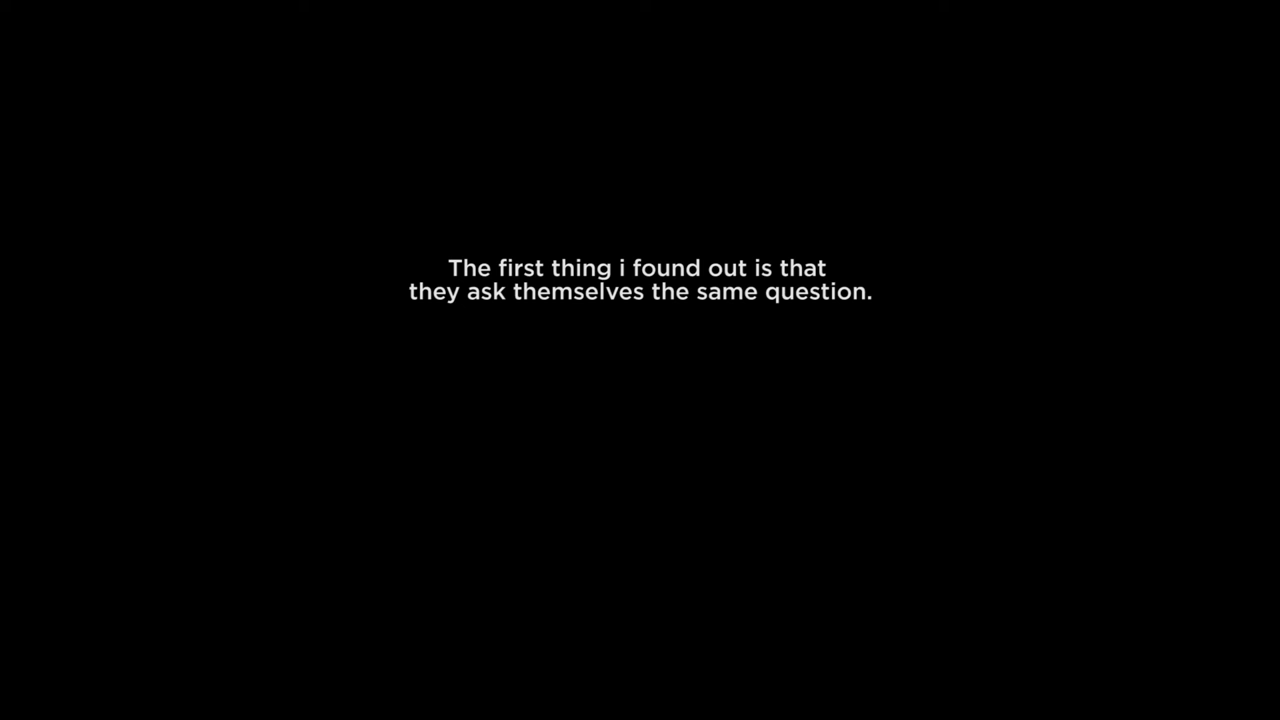 The first thing i found out is that
they ask themselves the same question.